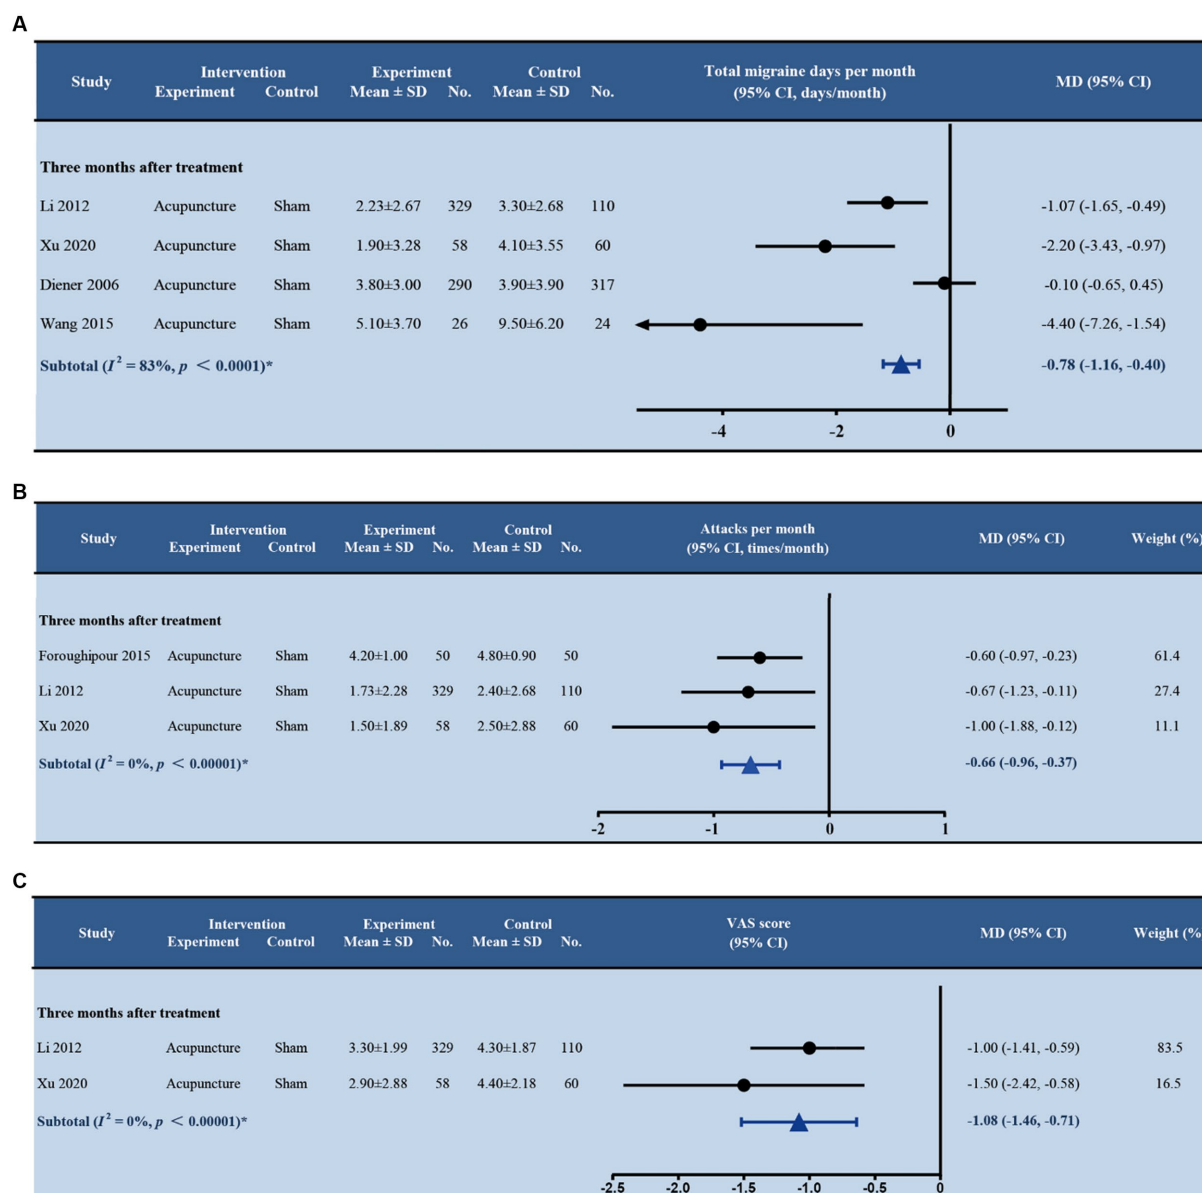 A
Study Intervention Experiment Control Total migraine days per month MD (95% CI)
Experiment Control Mean ± SD No. Mean ± SD No. (95% CI, days/month)
Three months after treatment
Li 2012 Acupuncture Sham 2.23±2.67 329 3.30±2.68 110 -1.07 (-1.65, -0.49)
Xu 2020 Acupuncture Sham 1.90±3.28 58 4.10±3.55 60 -2.20 (-3.43, -0.97)
Diener 2006 Acupuncture Sham 3.80±3.00 290 3.90±3.90 317 -0.10 (-0.65, 0.45)
Wang 2015 Acupuncture Sham 5.10±3.70 26 9.50±6.20 24 -4.40 (-7.26, -1.54)
Subtotal (I² = 83%, p < 0.0001)* -0.78 (-1.16, -0.40)
-4 -2 0
B
Study Intervention Experiment Control Attacks per month MD (95% CI) Weight (%)
Experiment Control Mean ± SD No. Mean ± SD No. (95% CI, times/month)
Three months after treatment
Foroughipour 2015 Acupuncture Sham 4.20±1.00 50 4.80±0.90 50 -0.60 (-0.97, -0.23) 61.4
Li 2012 Acupuncture Sham 1.73±2.28 329 2.40±2.68 110 -0.67 (-1.23, -0.11) 27.4
Xu 2020 Acupuncture Sham 1.50±1.89 58 2.50±2.88 60 -1.00 (-1.88, -0.12) 11.1
Subtotal (I² = 0%, p < 0.00001)* -0.66 (-0.96, -0.37)
-2 -1 0 1
C
Study Intervention Experiment Control VAS score MD (95% CI) Weight (%
Experiment Control Mean ± SD No. Mean ± SD No. (95% CI)
Three months after treatment
Li 2012 Acupuncture Sham 3.30±1.99 329 4.30±1.87 110 -1.00 (-1.41, -0.59) 83.5
Xu 2020 Acupuncture Sham 2.90±2.88 58 4.40±2.18 60 -1.50 (-2.42, -0.58) 16.5
Subtotal (I² = 0%, p < 0.00001)* -1.08 (-1.46, -0.71)
-2.5 -2.0 -1.5 -1.0 -0.5 0